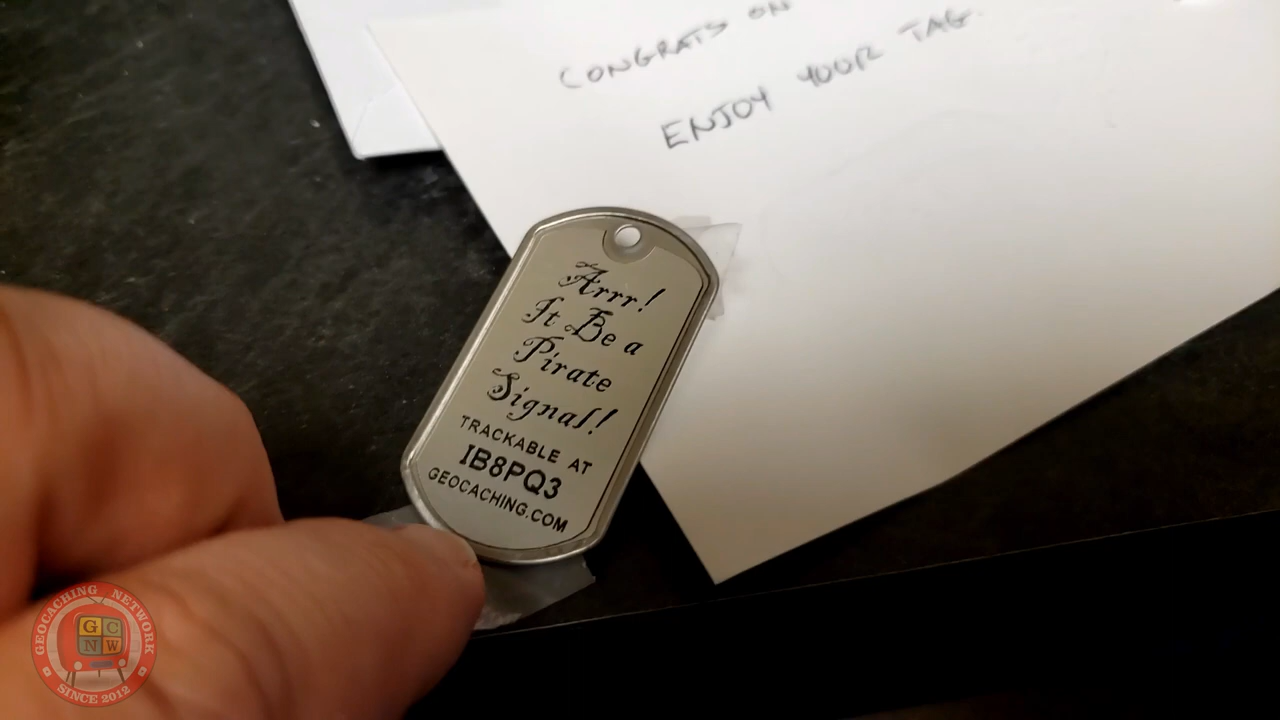 CONGRATS ON
ENJOY YOUR TAG.
Arrr!
It Be a
Pirate
Signal!
TRACKABLE AT
IB8PQ3
GEOCACHING.COM
GEOCACHING NETWORK
GC
NW
SINCE 2012